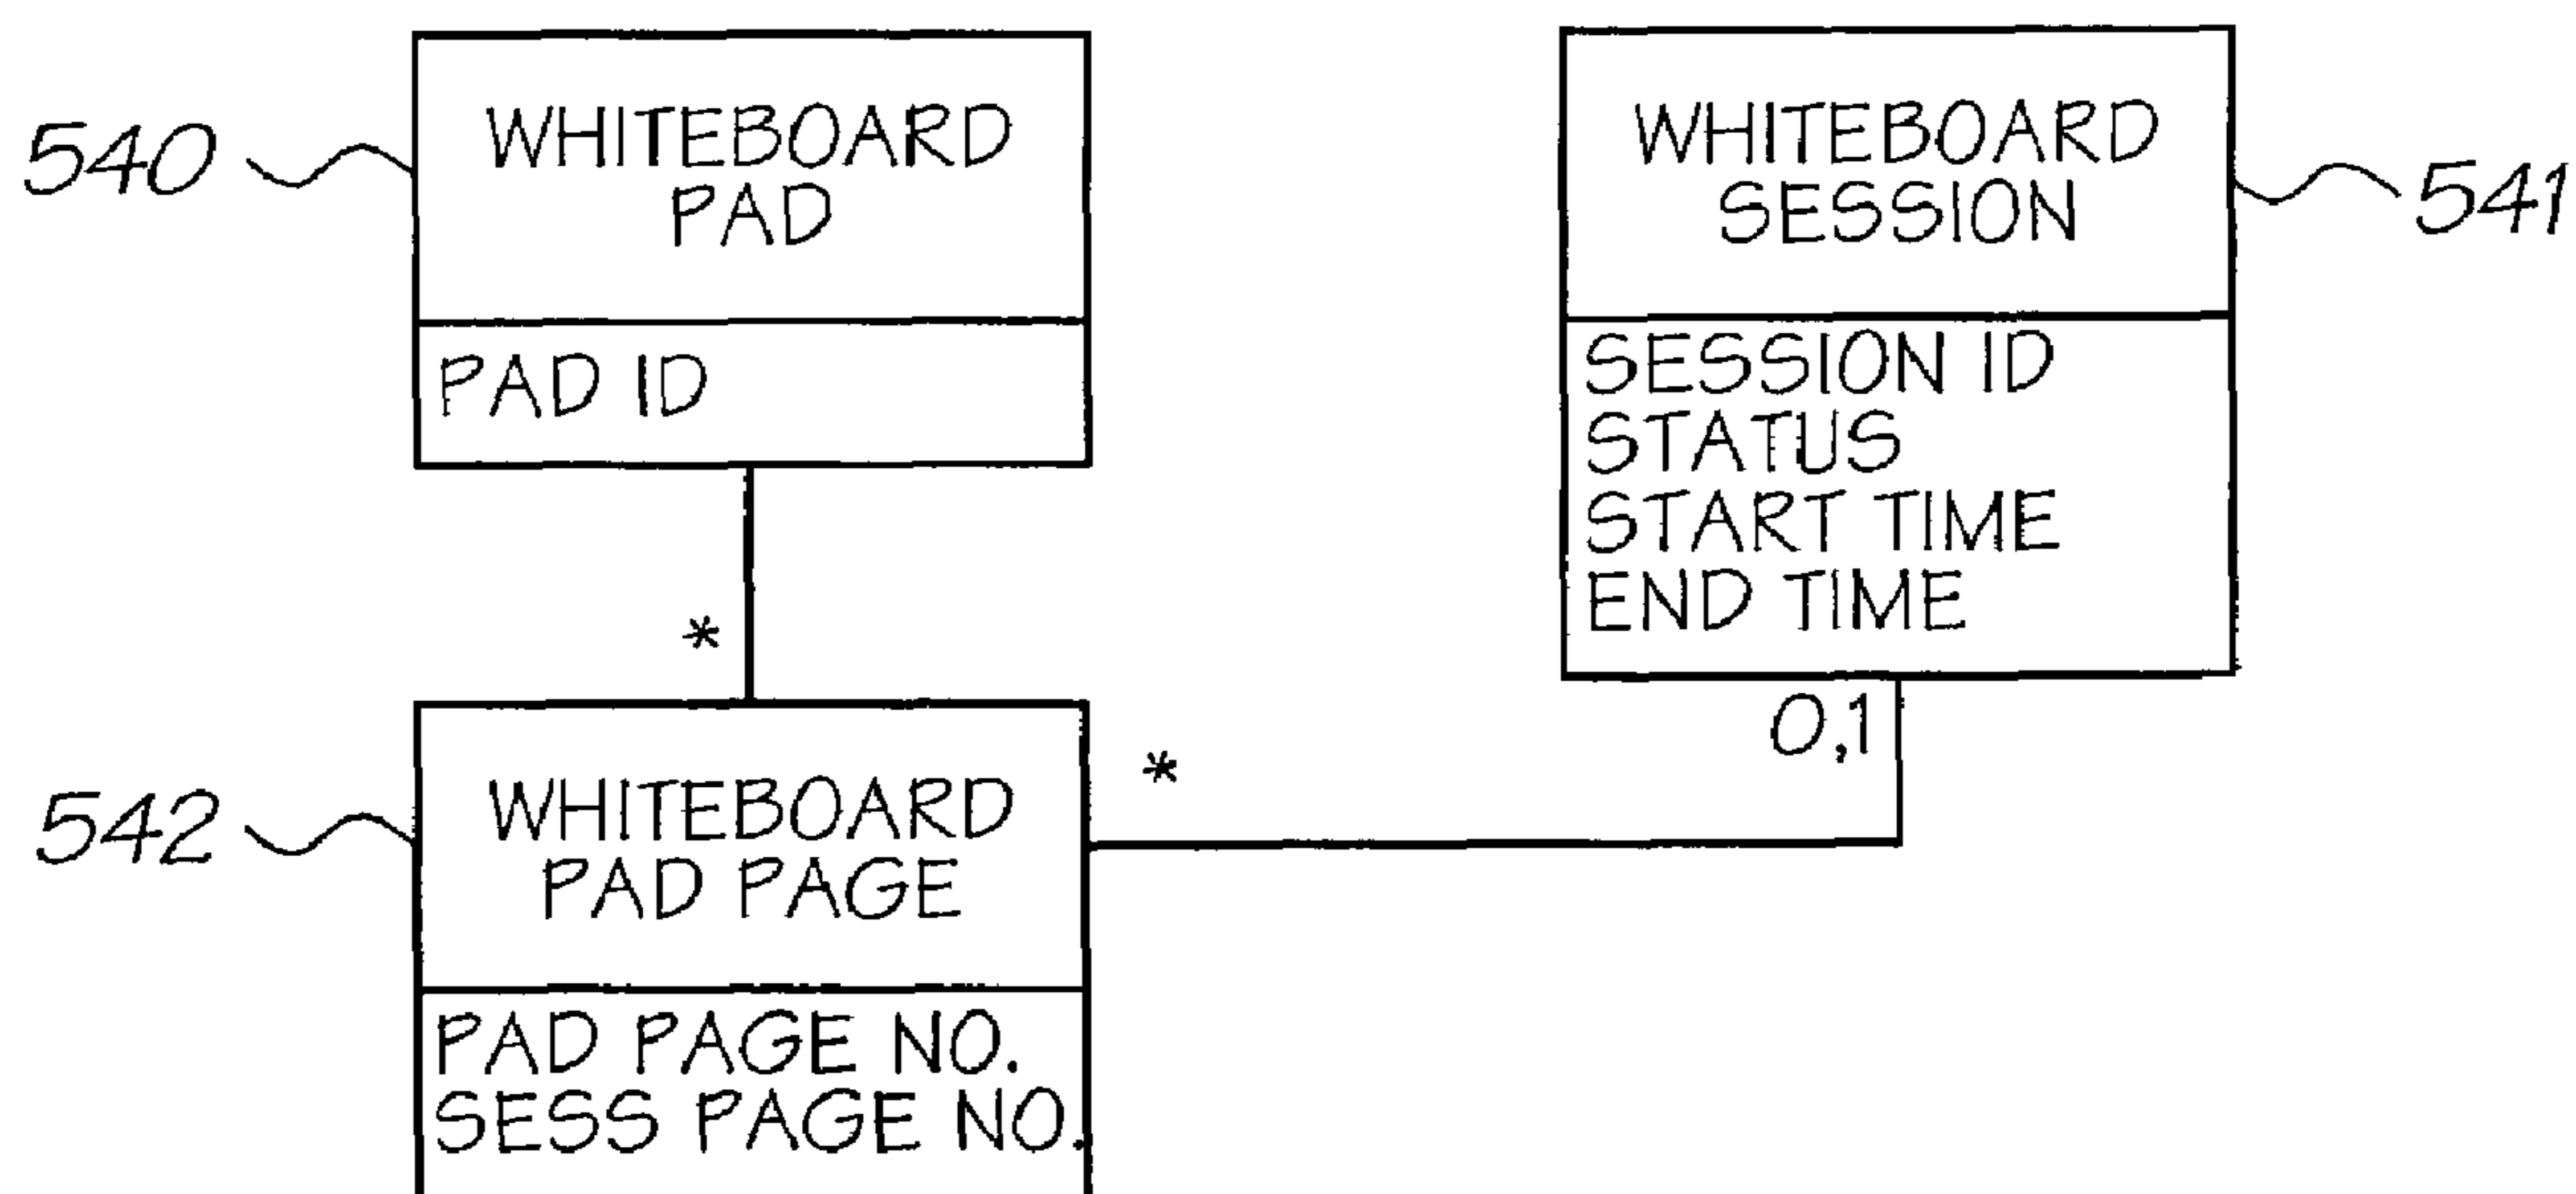 540
WHITEBOARD
PAD
PAD ID
*
WHITEBOARD
SESSION
541
SESSION ID
STATUS
START TIME
END TIME
0,1
*
542
WHITEBOARD
PAD PAGE
PAD PAGE NO.
SESS PAGE NO.